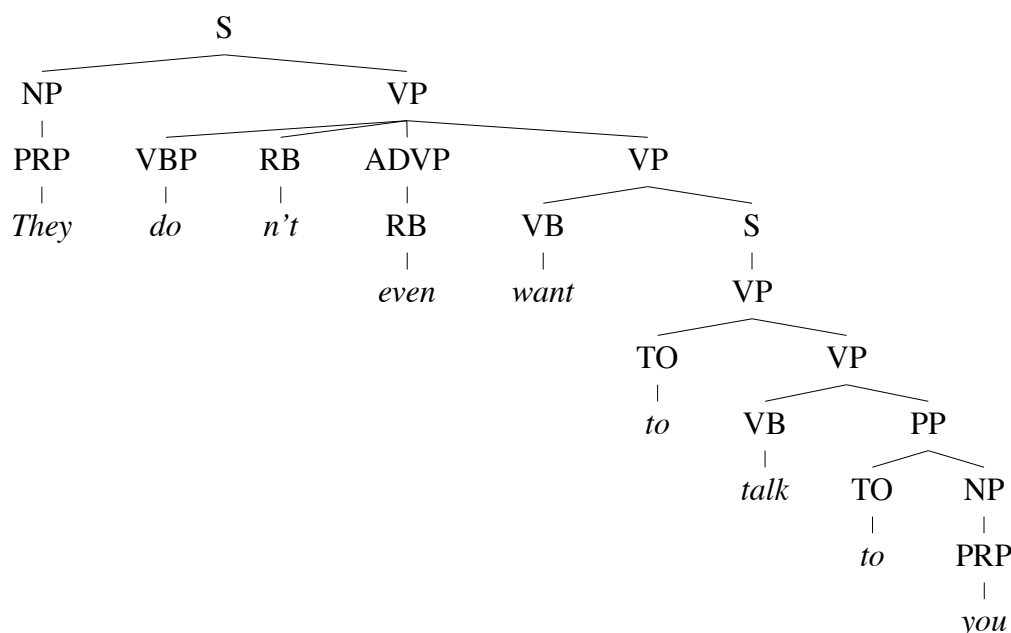 S
NP VP
PRP VBP RB ADVP VP
They do n't RB VB S
even want VP
TO VP
to VB PP
talk TO NP
to PRP
you